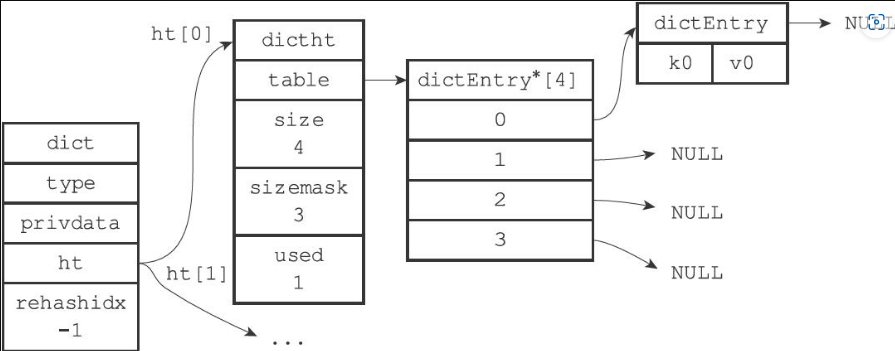 dict
type
privdata
ht
rehashidx
-1
ht[0]
ht[1]
...
dictht
table
size
4
sizemask
3
used
1
dictEntry*[4]
0
1
2
3
dictEntry
k0 v0
NULL
NULL
NULL
NULL